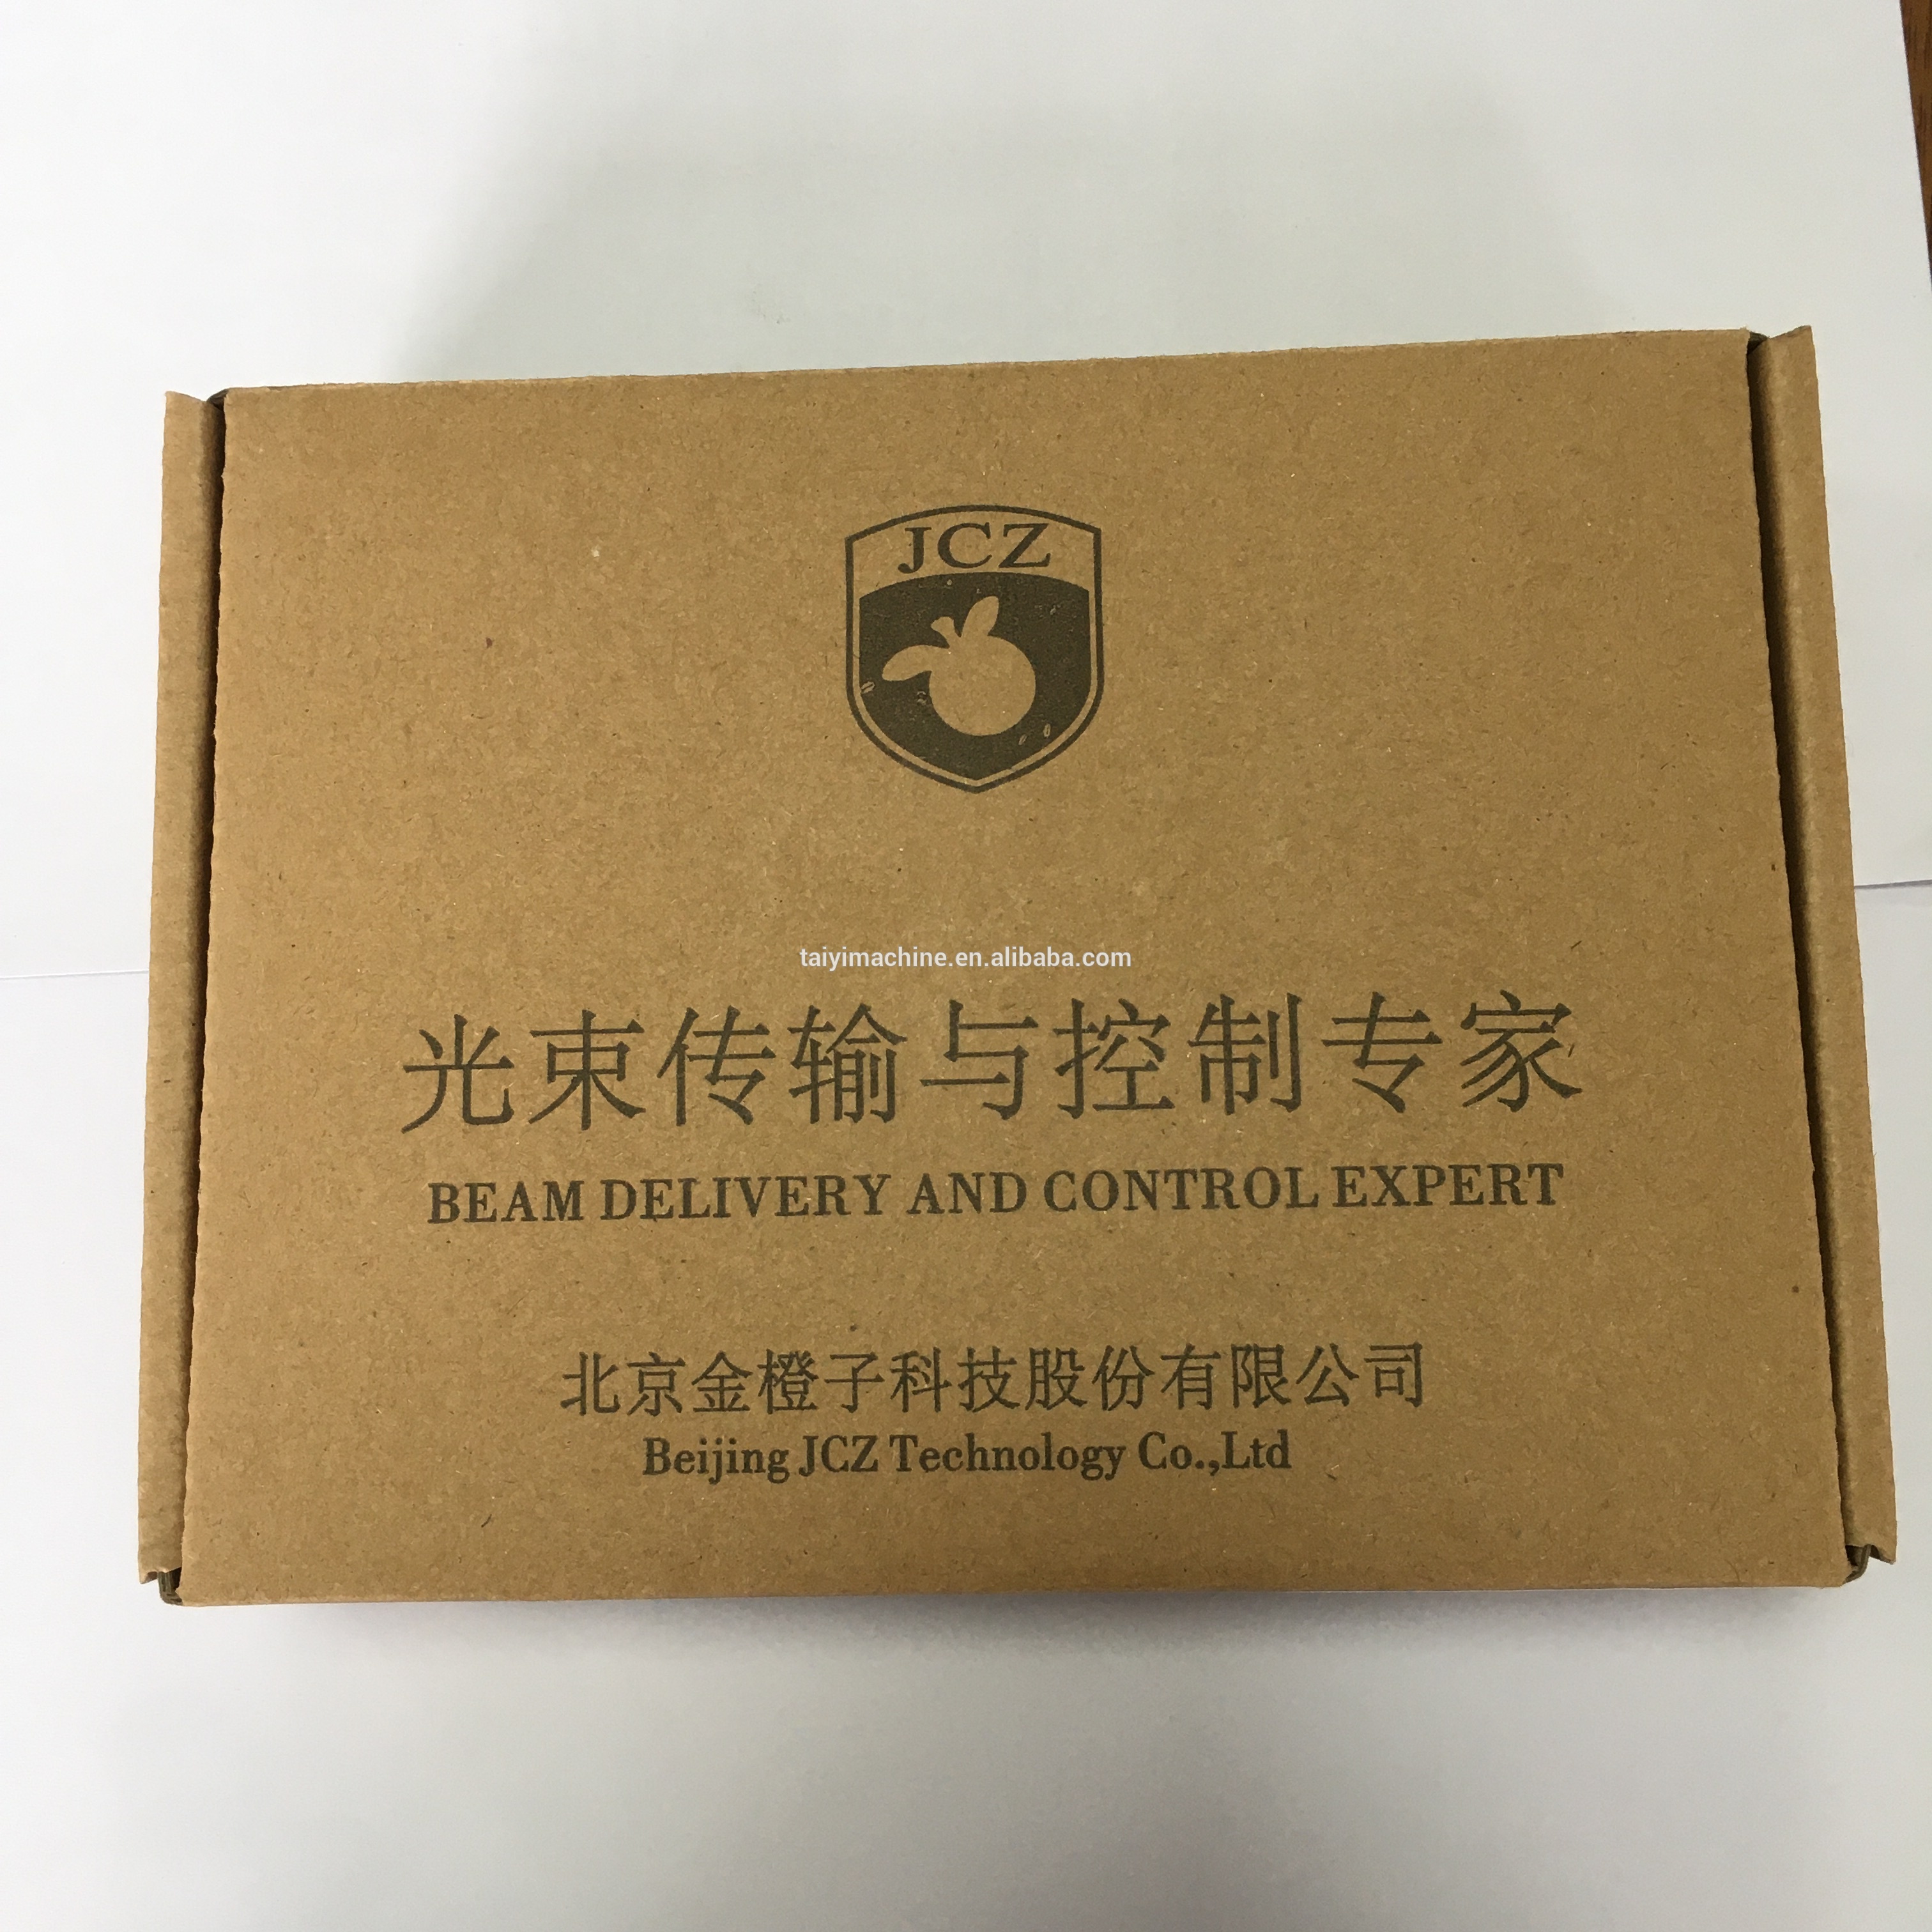 JCZ
taiyimachine.en.alibaba.com
光束传输与控制专家
BEAM DELIVERY AND CONTROL EXPERT
北京金橙子科技股份有限公司
Beijing JCZ Technology Co.,Ltd